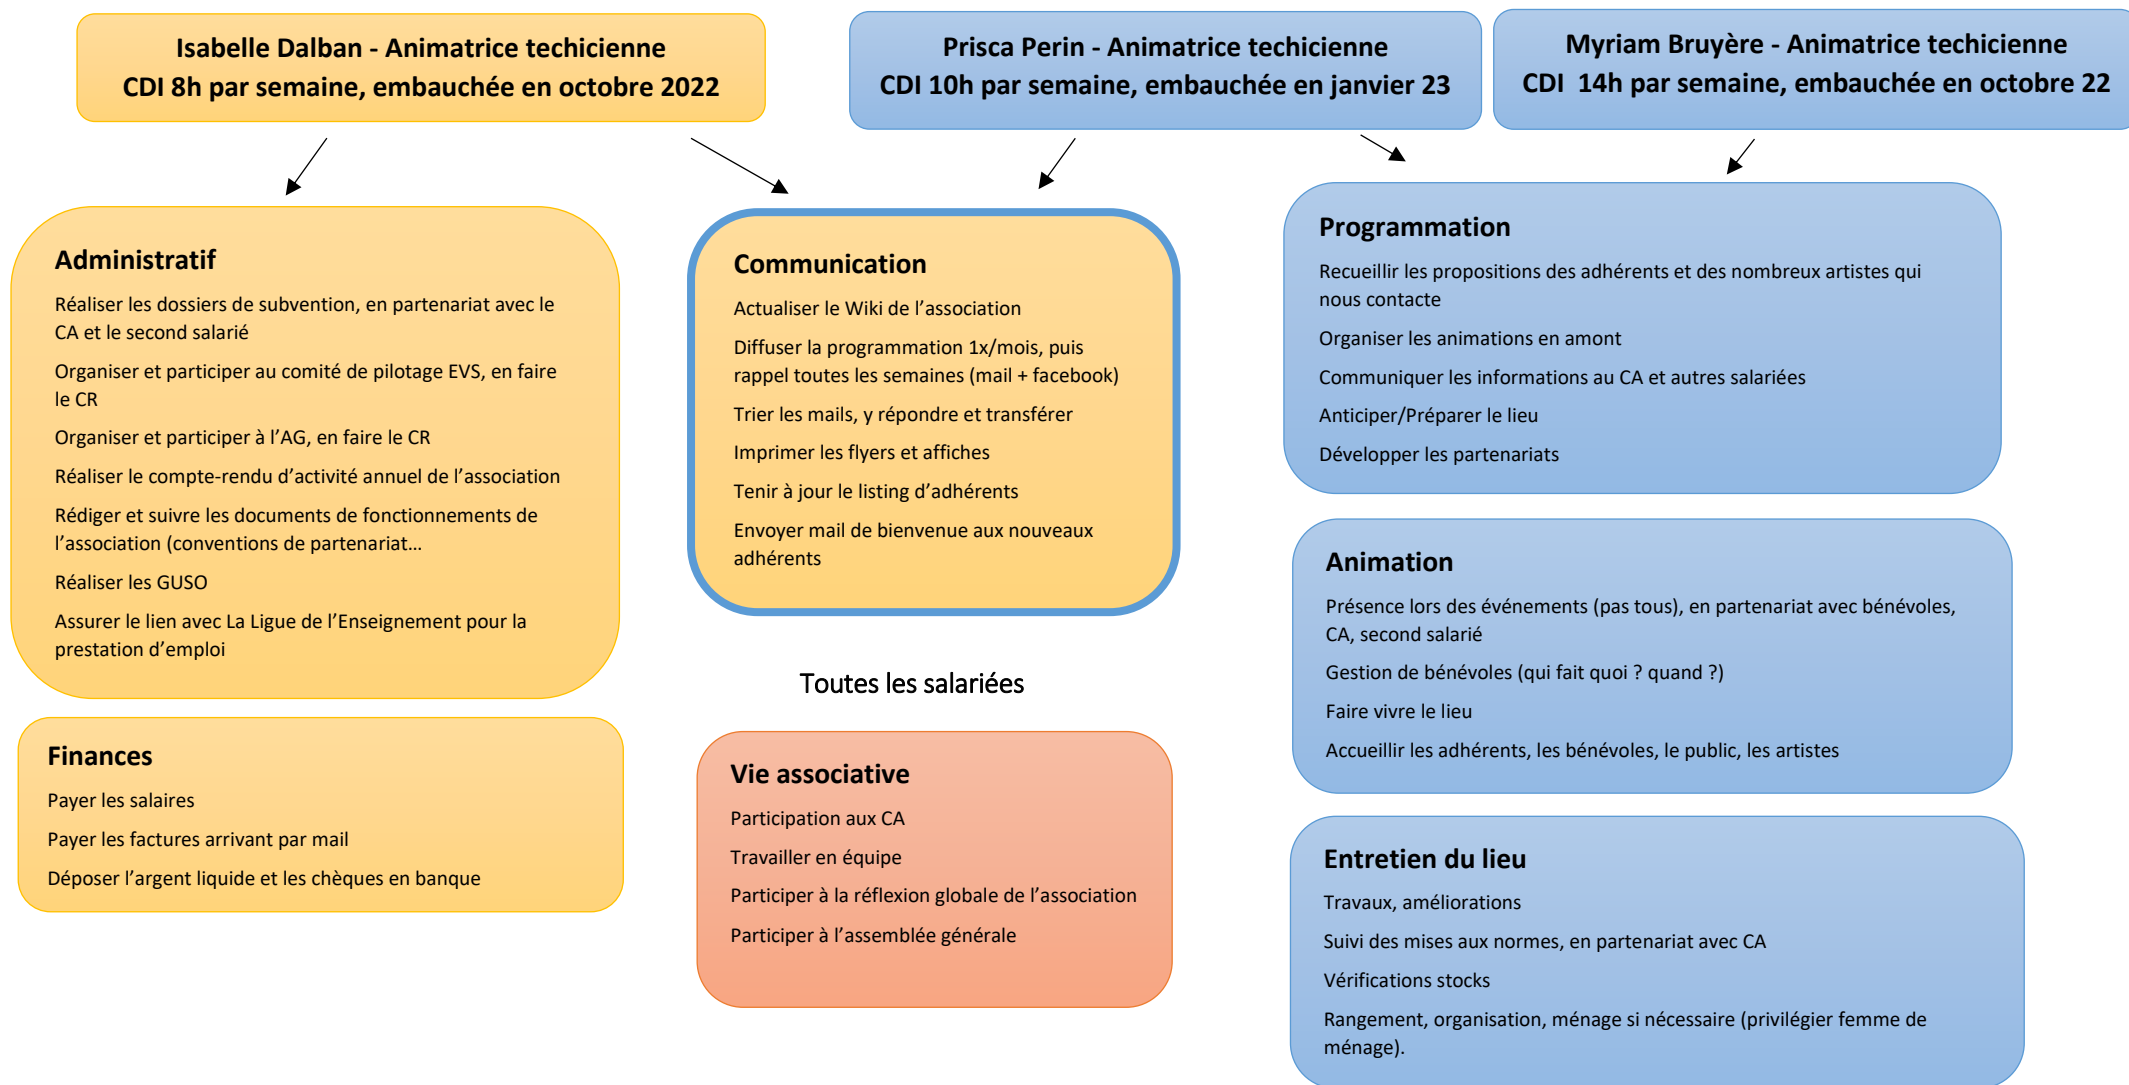 Isabelle Dalban - Animatrice techicienne
CDI 8h par semaine, embauchée en octobre 2022
Prisca Perin - Animatrice techicienne
CDI 10h par semaine, embauchée en janvier 23
Myriam Bruyère - Animatrice techicienne
CDI  14h par semaine, embauchée en octobre 22
Administratif
Réaliser les dossiers de subvention, en partenariat avec le
CA et le second salarié
Organiser et participer au comité de pilotage EVS, en faire
le CR
Organiser et participer à l’AG, en faire le CR
Réaliser le compte-rendu d’activité annuel de l’association
Rédiger et suivre les documents de fonctionnements de
l’association (conventions de partenariat…
Réaliser les GUSO
Assurer le lien avec La Ligue de l’Enseignement pour la
prestation d’emploi
Finances
Payer les salaires
Payer les factures arrivant par mail
Déposer l’argent liquide et les chèques en banque
Communication
Actualiser le Wiki de l’association
Diffuser la programmation 1x/mois, puis
rappel toutes les semaines (mail + facebook)
Trier les mails, y répondre et transférer
Imprimer les flyers et affiches
Tenir à jour le listing d’adhérents
Envoyer mail de bienvenue aux nouveaux
adhérents
Toutes les salariées
Vie associative
Participation aux CA
Travailler en équipe
Participer à la réflexion globale de l’association
Participer à l’assemblée générale
Programmation
Recueillir les propositions des adhérents et des nombreux artistes qui
nous contacte
Organiser les animations en amont
Communiquer les informations au CA et autres salariées
Anticiper/Préparer le lieu
Développer les partenariats
Animation
Présence lors des événements (pas tous), en partenariat avec bénévoles,
CA, second salarié
Gestion de bénévoles (qui fait quoi ? quand ?)
Faire vivre le lieu
Accueillir les adhérents, les bénévoles, le public, les artistes
Entretien du lieu
Travaux, améliorations
Suivi des mises aux normes, en partenariat avec CA
Vérifications stocks
Rangement, organisation, ménage si nécessaire (privilégier femme de
ménage).